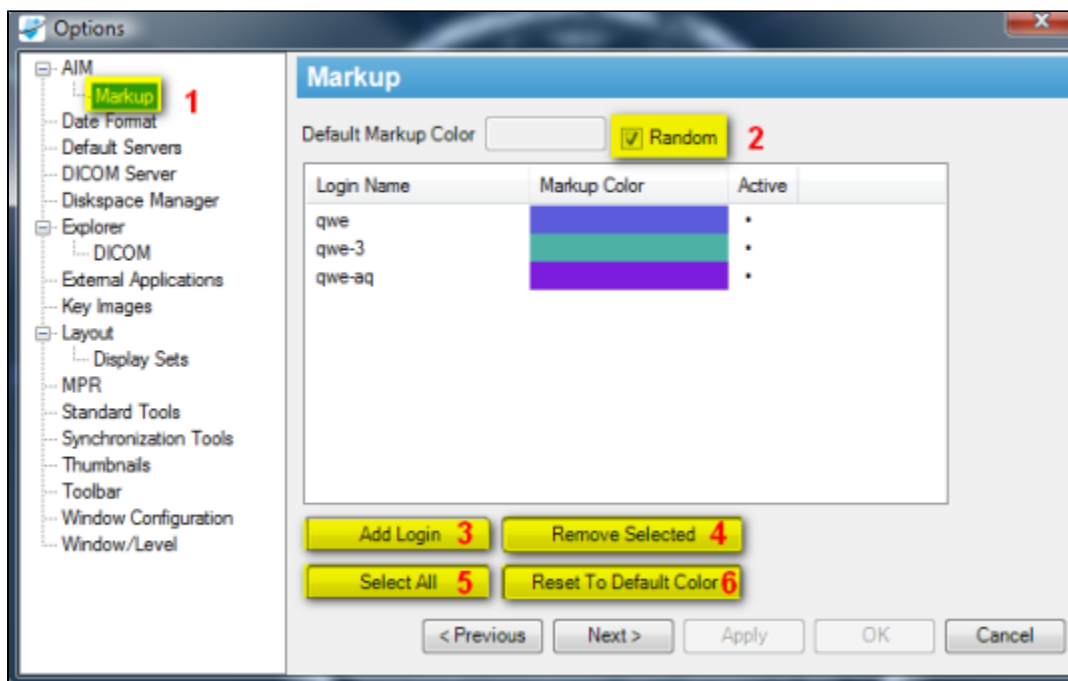 Options
AIM
Markup 1
Date Format
Default Servers
DICOM Server
Diskspace Manager
Explorer
DICOM
External Applications
Key Images
Layout
Display Sets
MPR
Standard Tools
Synchronization Tools
Thumbnails
Toolbar
Window Configuration
Window/Level
Markup
Default Markup Color Random 2
Login Name Markup Color Active
qwe •
qwe-3 •
qwe-aq •
Add Login 3 Remove Selected 4
Select All 5 Reset To Default Color 6
< Previous Next > Apply OK Cancel